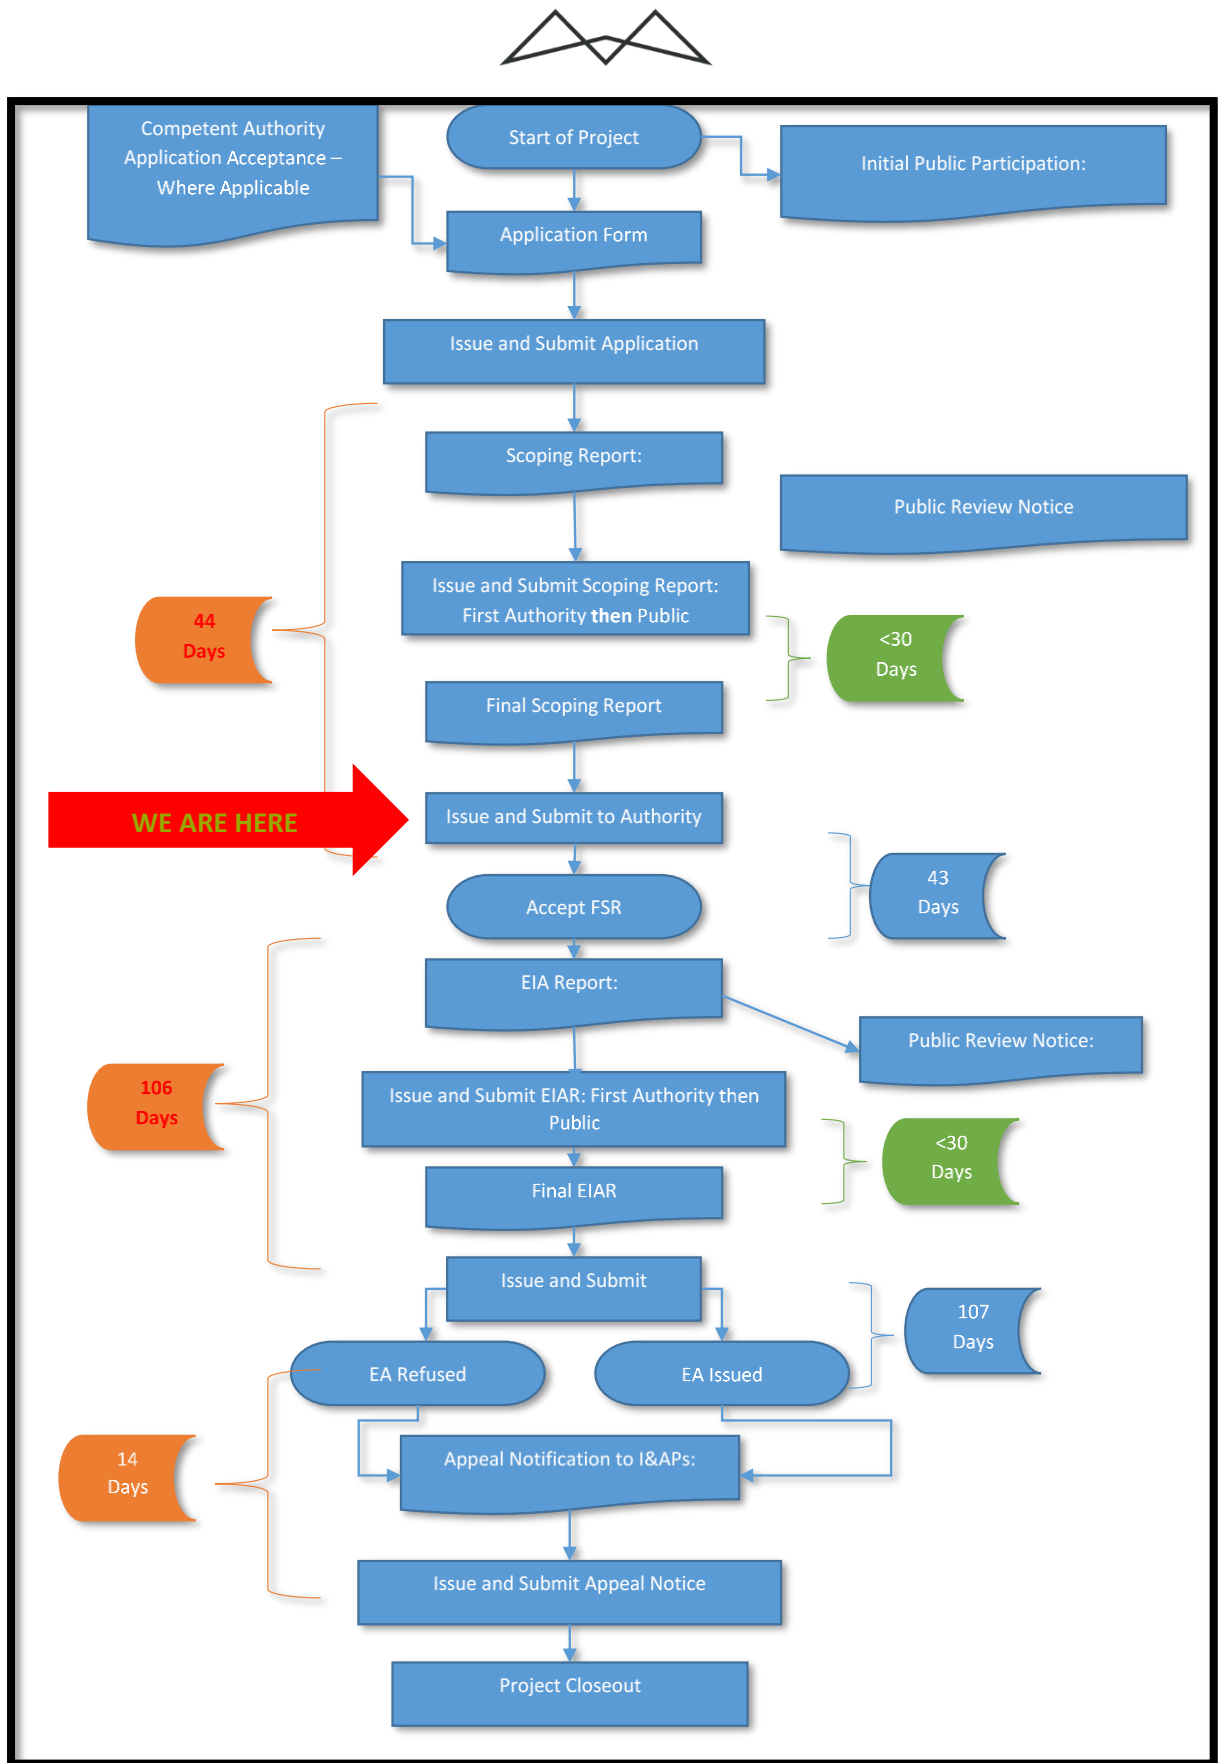 Competent Authority
Application Acceptance –
Where Applicable
Start of Project
Initial Public Participation:
Application Form
Issue and Submit Application
Scoping Report:
Public Review Notice
Issue and Submit Scoping Report:
First Authority then Public
44
Days
<30
Days
Final Scoping Report
WE ARE HERE
Issue and Submit to Authority
43
Days
Accept FSR
EIA Report:
Public Review Notice:
106
Days
Issue and Submit EIAR: First Authority then
Public
<30
Days
Final EIAR
Issue and Submit
107
Days
EA Refused
EA Issued
14
Days
Appeal Notification to I&APs:
Issue and Submit Appeal Notice
Project Closeout